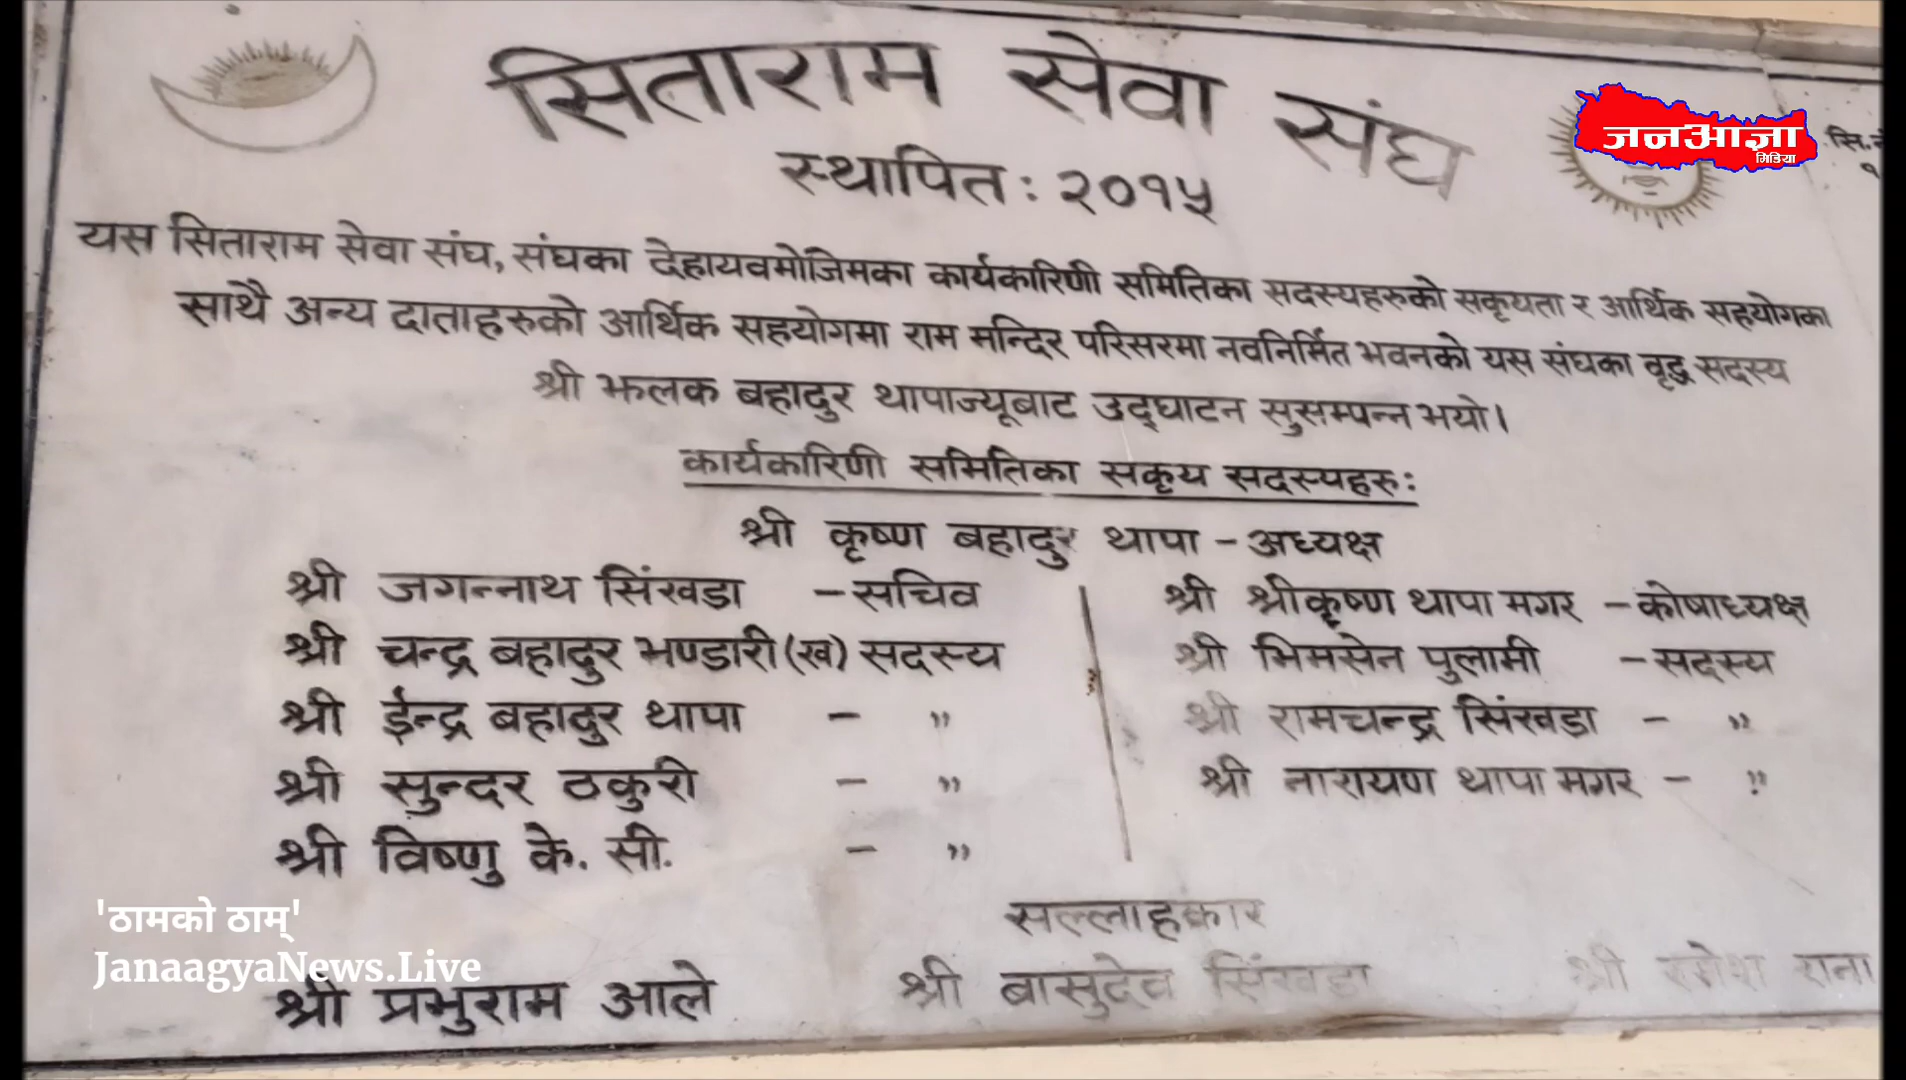 सिताराम सेवा संघ
जनआज्ञा
मिडिया
स्थापित : २०१५
यस सिताराम सेवा संघ, संघका देहायवमोजिमका कार्यकारिणी समितिका सदस्यहरुको सकृयता र आर्थिक सहयोगका
साथै अन्य दाताहरुको आर्थिक सहयोगमा राम मन्दिर परिसरमा नवनिर्मित भवनको यस संघका वृद्ध सदस्य
श्री झलक बहादुर थापाज्यूबाट उद्घाटन सुसम्पन्न भयो।
कार्यकारिणी समितिका सकृय सदस्यहरु :
श्री कृष्ण बहादुर थापा - अध्यक्ष
श्री जगन्नाथ सिंखडा - सचिव
श्री चन्द्र बहादुर भण्डारी (ख) सदस्य
श्री ईन्द्र बहादुर थापा - ”
श्री सुन्दर ठकुरी - ”
श्री विष्णु के. सी. - ”
श्री श्रीकृष्ण थापा मगर - कोषाध्यक्ष
श्री भिमसेन पुलामी - सदस्य
श्री रामचन्द्र सिंखडा - ”
श्री नारायण थापा मगर - ”
सल्लाहकार
श्री प्रभुराम आले श्री बासुदेव सिंखडा श्री रमेश राना
'ठामको ठाम्'
JanaagyaNews.Live